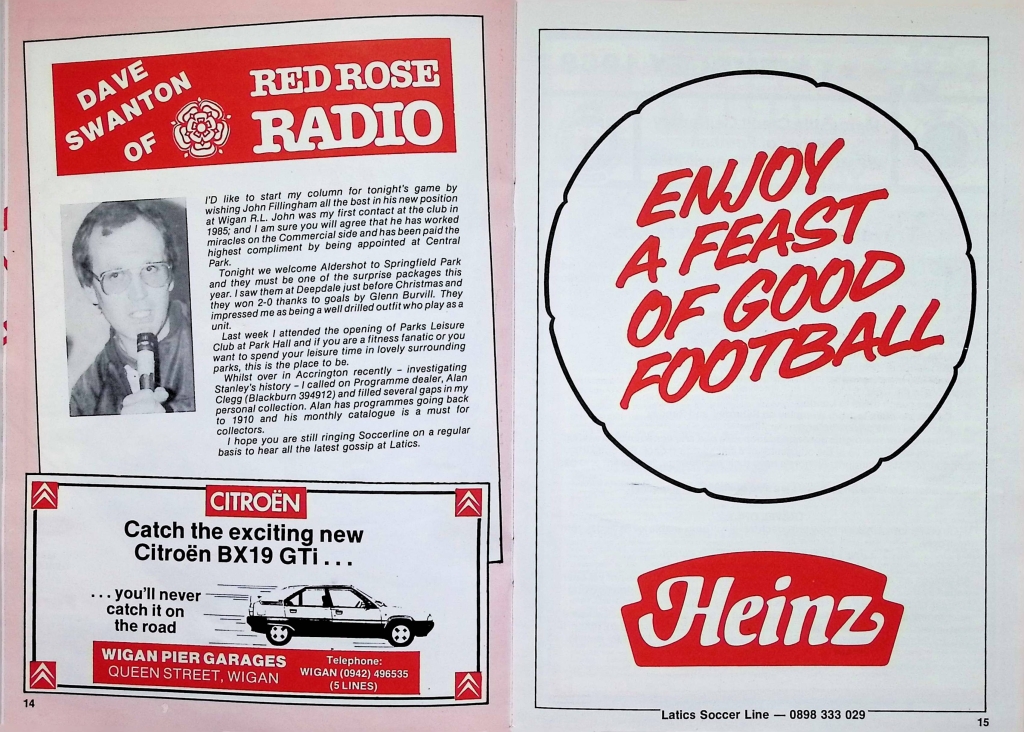 DAVE
SWANTON
OF
RED ROSE
RADIO
I'D like to start my column for tonight's game by
wishing John Fillingham all the best in his new position
at Wigan R.L. John was my first contact at the club in
1985; and I am sure you will agree that he has worked
miracles on the Commercial side and has been paid the
highest compliment by being appointed at Central
Park.
Tonight we welcome Aldershot to Springfield Park
and they must be one of the surprise packages this
year. I saw them at Deepdale just before Christmas and
they won 2-0 thanks to goals by Glenn Burvill. They
impressed me as being a well drilled outfit who play as a
unit.
Last week I attended the opening of Parks Leisure
Club at Park Hall and if you are a fitness fanatic or you
want to spend your leisure time in lovely surrounding
parks, this is the place to be.
Whilst over in Accrington recently – investigating
Stanley's history – I called on Programme dealer, Alan
Clegg (Blackburn 394912) and filled several gaps in my
personal collection. Alan has programmes going back
to 1910 and his monthly catalogue is a must for
collectors.
I hope you are still ringing Soccerline on a regular
basis to hear all the latest gossip at Latics.
CITROËN
Catch the exciting new
Citroën BX19 GTi . . .
. . . you'll never
catch it on
the road
WIGAN PIER GARAGES
QUEEN STREET, WIGAN
Telephone:
WIGAN (0942) 496535
(5 LINES)
14
ENJOY
A FEAST
OF GOOD
FOOTBALL
Heinz
Latics Soccer Line — 0898 333 029
15